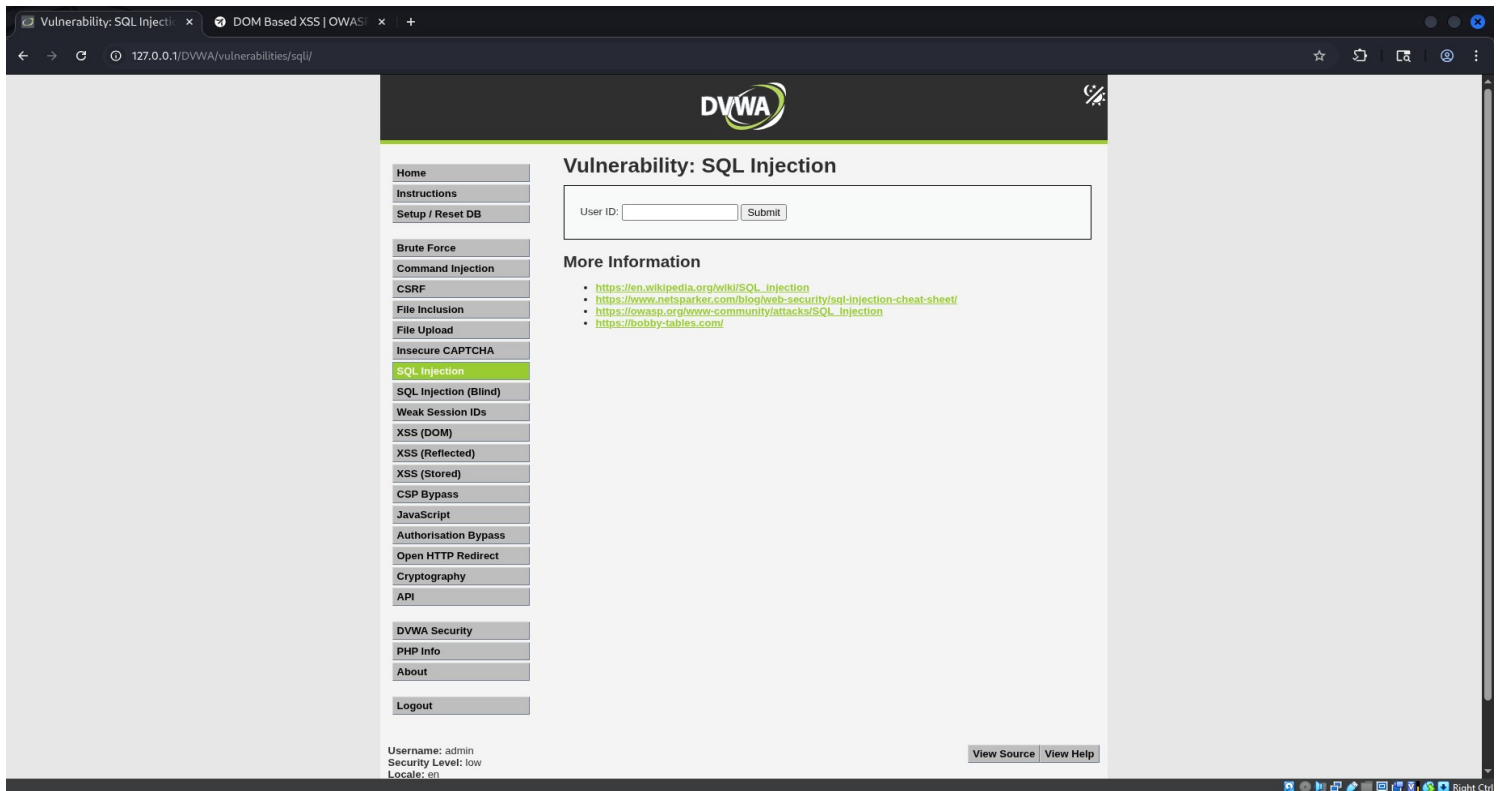 Vulnerability: SQL Injectic
DOM Based XSS | OWASF
127.0.0.1/DVWA/vulnerabilities/sqli/
DVWA
Home
Instructions
Setup / Reset DB
Brute Force
Command Injection
CSRF
File Inclusion
File Upload
Insecure CAPTCHA
SQL Injection
SQL Injection (Blind)
Weak Session IDs
XSS (DOM)
XSS (Reflected)
XSS (Stored)
CSP Bypass
JavaScript
Authorisation Bypass
Open HTTP Redirect
Cryptography
API
DVWA Security
PHP Info
About
Logout
Vulnerability: SQL Injection
User ID: Submit
More Information
https://en.wikipedia.org/wiki/SQL_injection
https://www.netsparker.com/blog/web-security/sql-injection-cheat-sheet/
https://owasp.org/www-community/attacks/SQL_Injection
https://bobby-tables.com/
Username: admin
Security Level: low
Locale: en
View Source View Help
Right Ctrl